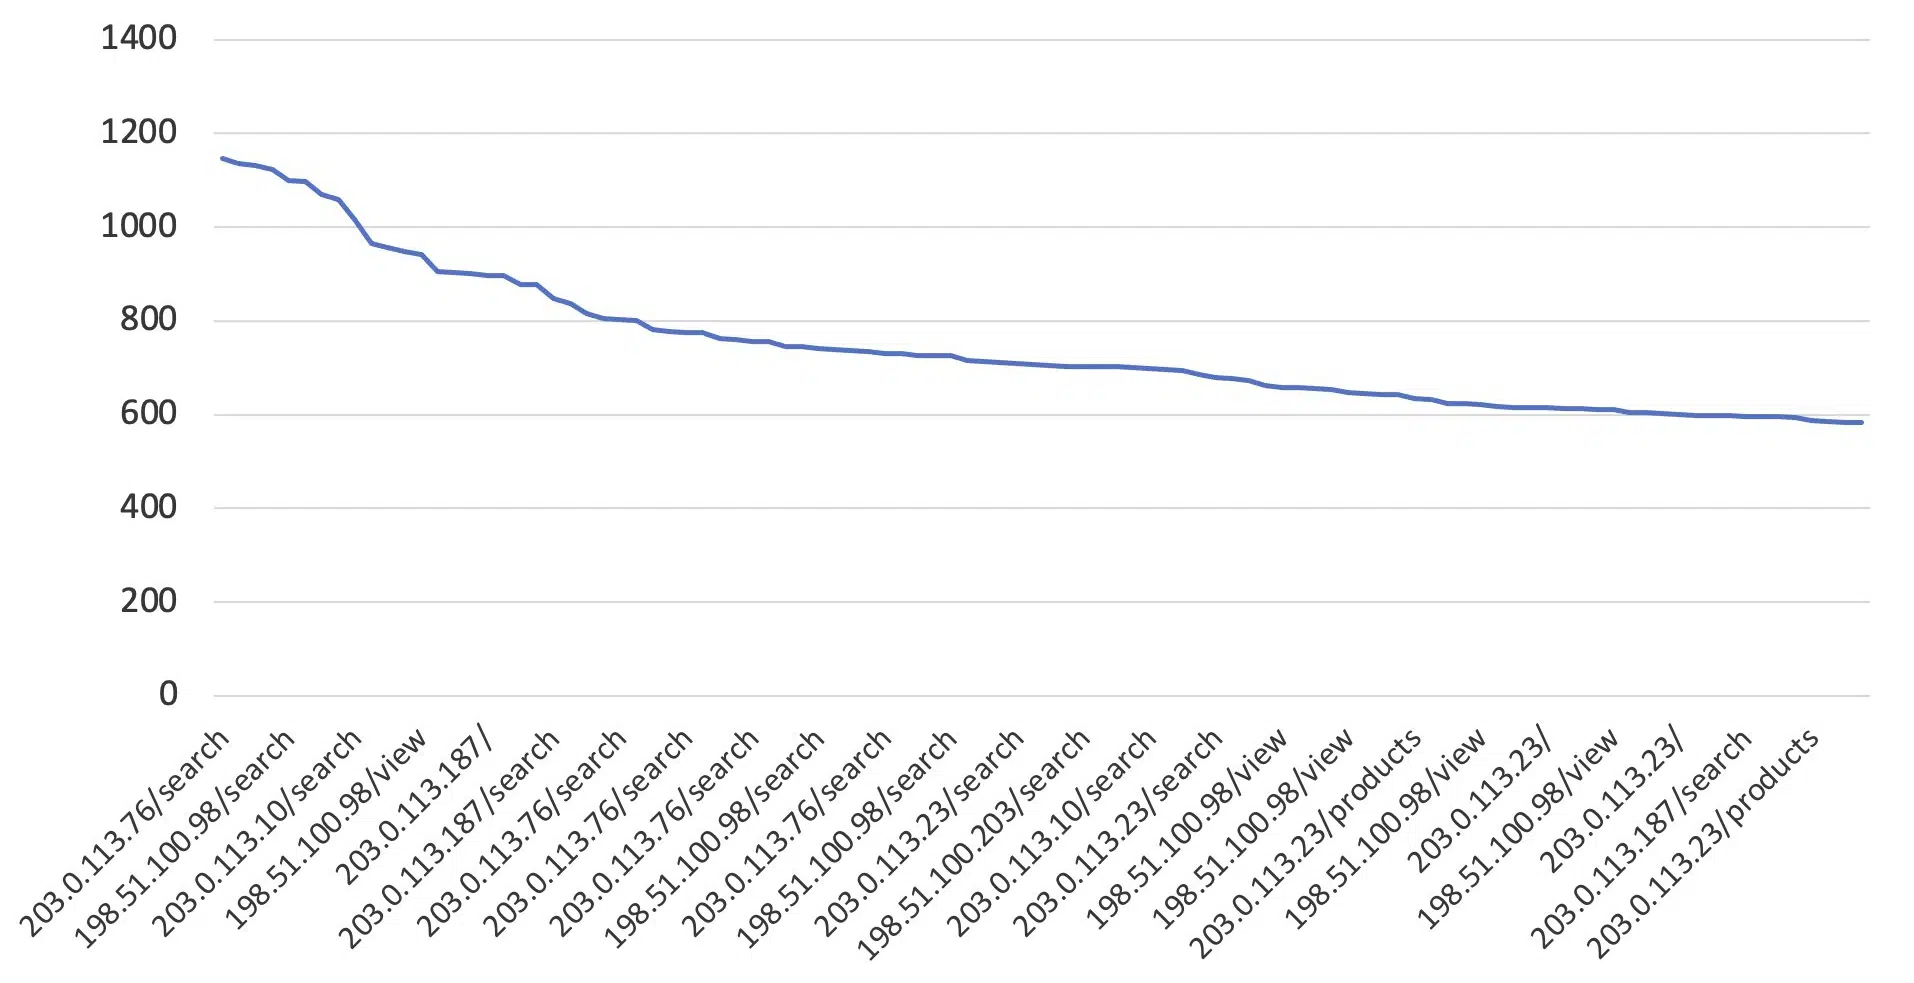 1400
1200
1000
800
600
400
200
0
203.0.113.76/search
198.51.100.98/search
203.0.113.10/search
198.51.100.98/view
203.0.113.187/
203.0.113.187/search
203.0.113.76/search
203.0.113.76/search
203.0.113.76/search
198.51.100.98/search
203.0.113.76/search
198.51.100.98/search
203.0.113.23/search
198.51.100.203/search
203.0.113.10/search
203.0.113.23/search
198.51.100.98/view
198.51.100.98/view
203.0.113.23/products
198.51.100.98/view
203.0.113.23/
198.51.100.98/view
203.0.113.23/
203.0.113.187/search
203.0.113.23/products